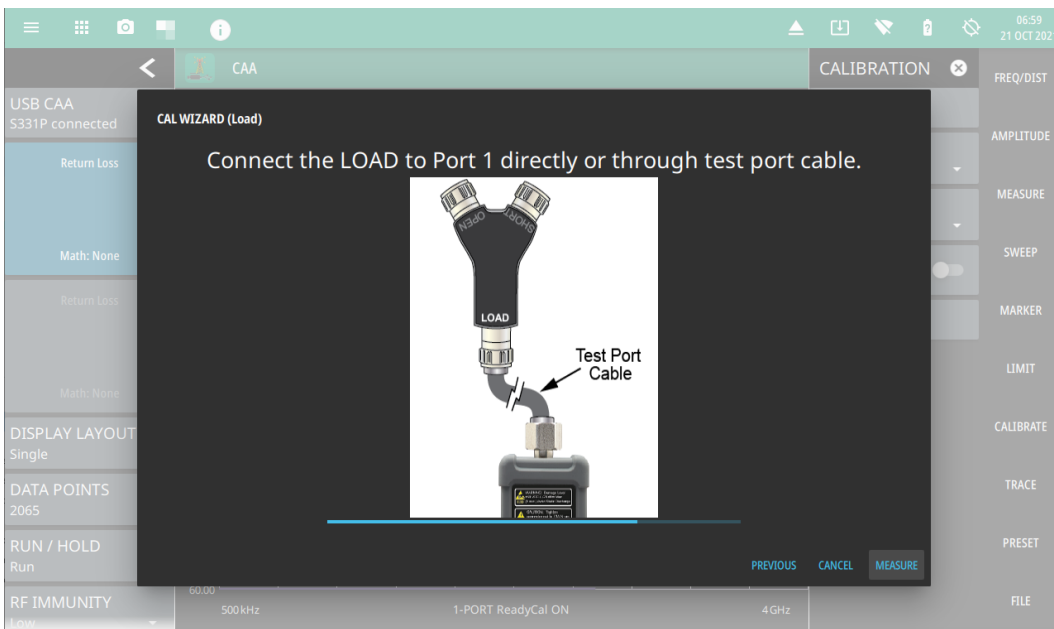 06:59
21 OCT 202
CAA
CALIBRATION
FREQ/DIST
USB CAA
S331P connected
CAL WIZARD (Load)
AMPLITUDE
Connect the LOAD to Port 1 directly or through test port cable.
Return Loss
OPEN
SHORT
MEASURE
Math: None
SWEEP
Return Loss
MARKER
LOAD
Test Port
Cable
LIMIT
Math: None
CALIBRATE
DISPLAY LAYOUT
Single
DATA POINTS
2065
TRACE
RUN / HOLD
Run
PRESET
PREVIOUS
CANCEL
MEASURE
60.00
RF IMMUNITY
Low
500 kHz
1-PORT ReadyCal ON
4 GHz
FILE